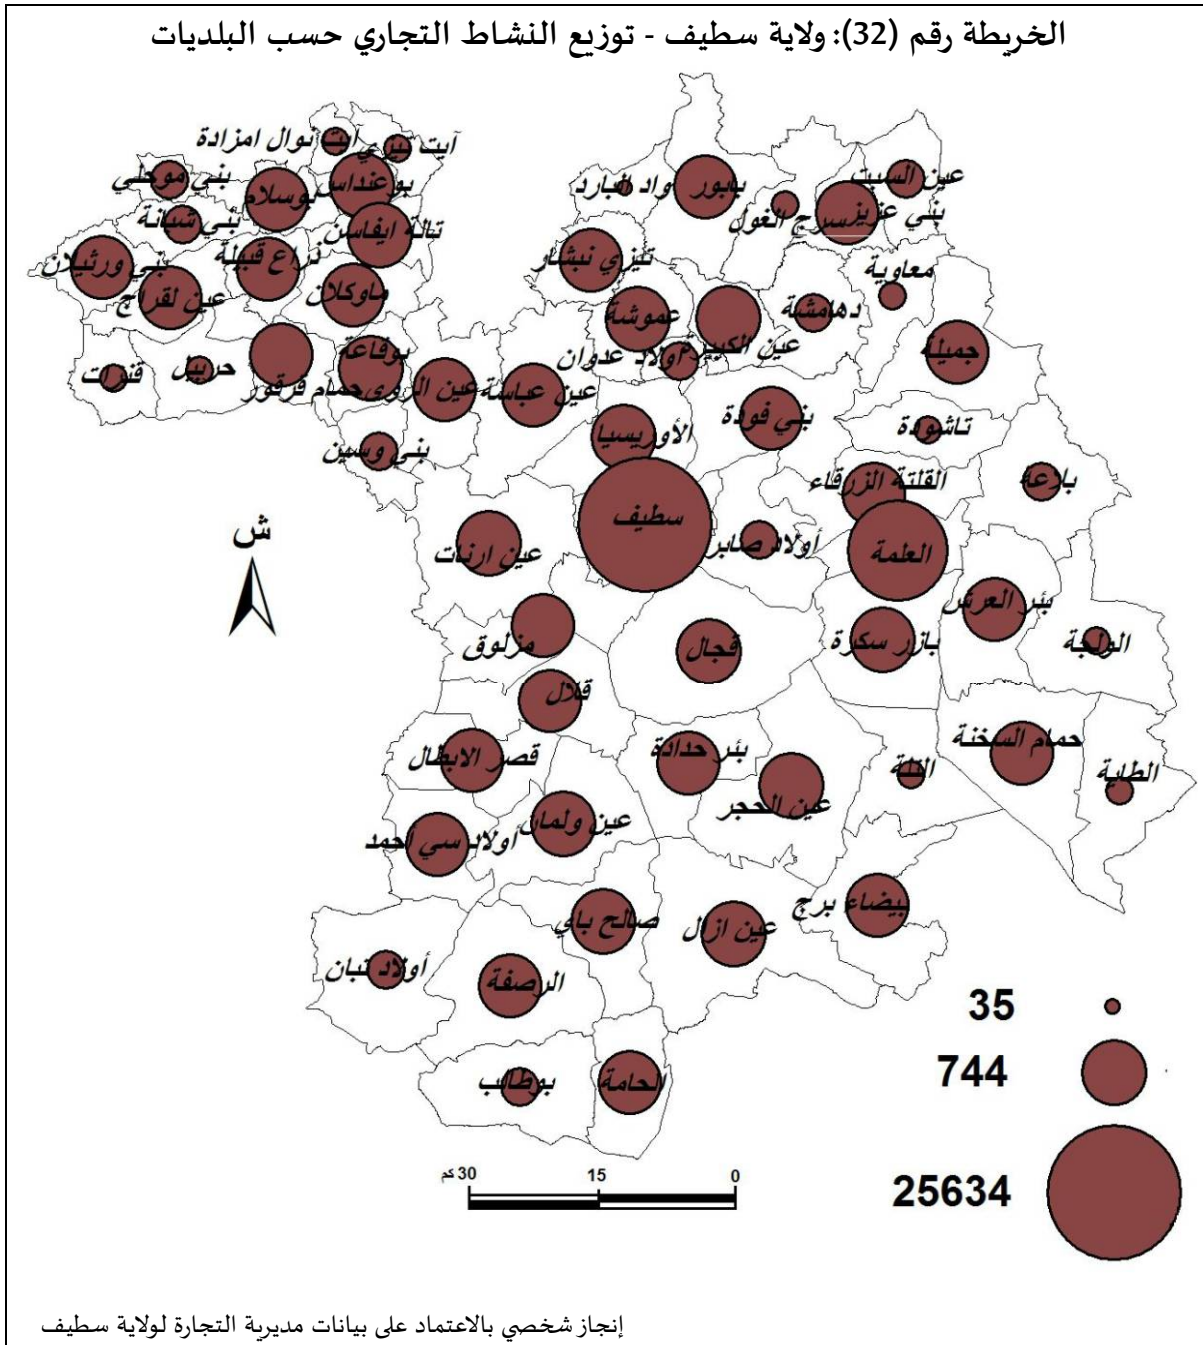 الخريطة رقم (32): ولاية سطيف - توزيع النشاط التجاري حسب البلديات
آيت نوال امزادة
آيت تيزي
بني موحلي
بوسلام
بوعنداس
واد البارد
بابور
سرج الغول
بني عزيز
عين السبت
بني شبانة
تالة ايفاسن
بني ورثيلان
ذراع قبيلة
تيزي نبشار
معاوية
عين لقراج
ماوكلان
عموشة
عين الكبيرة
دهامشة
أولاد عدوان
جميلة
قنزات
حربيل
حمام قرقور
بوقاعة
عين الروى
عين عباسة
الأوريسيا
بني فودة
تاشودة
بني وسين
القلتة الزرقاء
بلاعة
ش
سطيف
أولاد صابر
العلمة
عين ارنات
بئر العرش
مزلوق
قجال
بازر سكرة
الولجة
قلال
قصر الابطال
بئر حدادة
عين الحجر
التلة
حمام السخنة
الطاية
أولاد سي أحمد
عين ولمان
صالح باي
عين ازال
بيضاء برج
أولاد تبان
الرصفة
بوطالب
الحامة
35
744
25634
30 كم
15
0
إنجاز شخصي بالاعتماد على بيانات مديرية التجارة لولاية سطيف